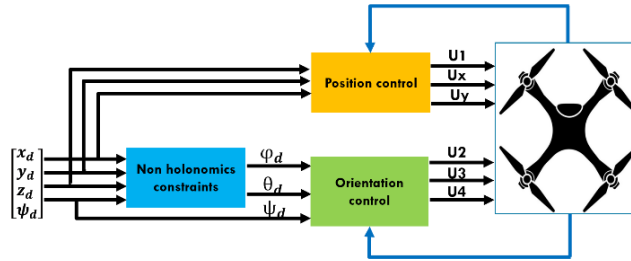 U1
Position control
Ux
Uy
x_d
y_d
z_d
ψ_d
Non holonomics
constraints
φ_d
θ_d
ψ_d
Orientation
control
U2
U3
U4